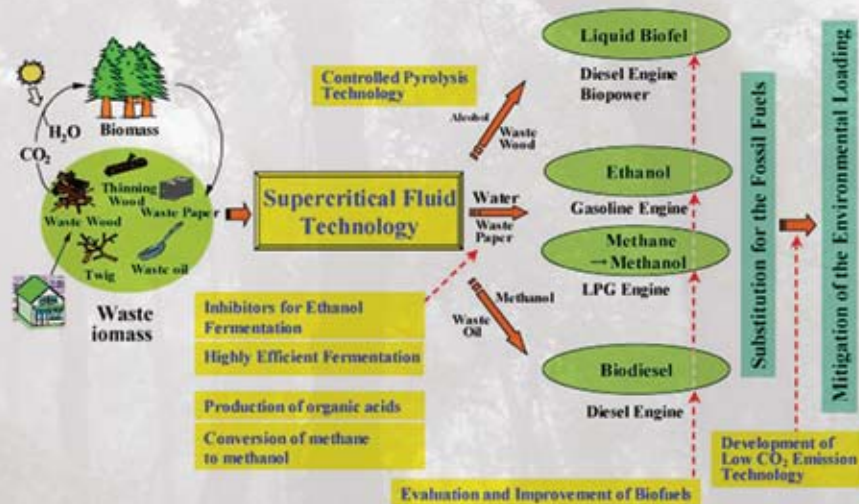 Liquid Biofel
Diesel Engine
Biopower
Controlled Pyrolysis
Technology
Biomass
H₂O
CO₂
Alcohol
Waste
Wood
Thinning
Wood
Waste Wood
Waste Paper
Twig
Waste oil
Waste
iomass
Supercritical Fluid
Technology
Water
Waste
Paper
Ethanol
Gasoline Engine
Methane
→Methanol
LPG Engine
Methanol
Waste
Oil
Inhibitors for Ethanol
Fermentation
Highly Efficient Fermentation
Production of organic acids
Conversion of methane
to methanol
Biodiesel
Diesel Engine
Evaluation and Improvement of Biofuels
Substitution for the Fossil Fuels
Mitigation of the Environmental Loading
Development of
Low CO₂ Emission
Technology